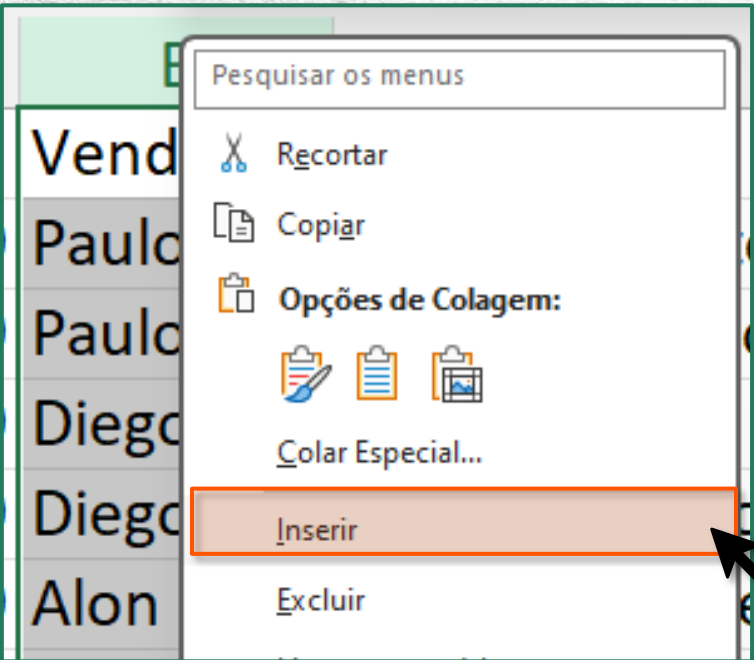 Pesquisar os menus
Vend
Recortar
Paulo
Copiar
Opções de Colagem:
Paulo
Diego
Colar Especial...
Diego
Inserir
Alon
Excluir